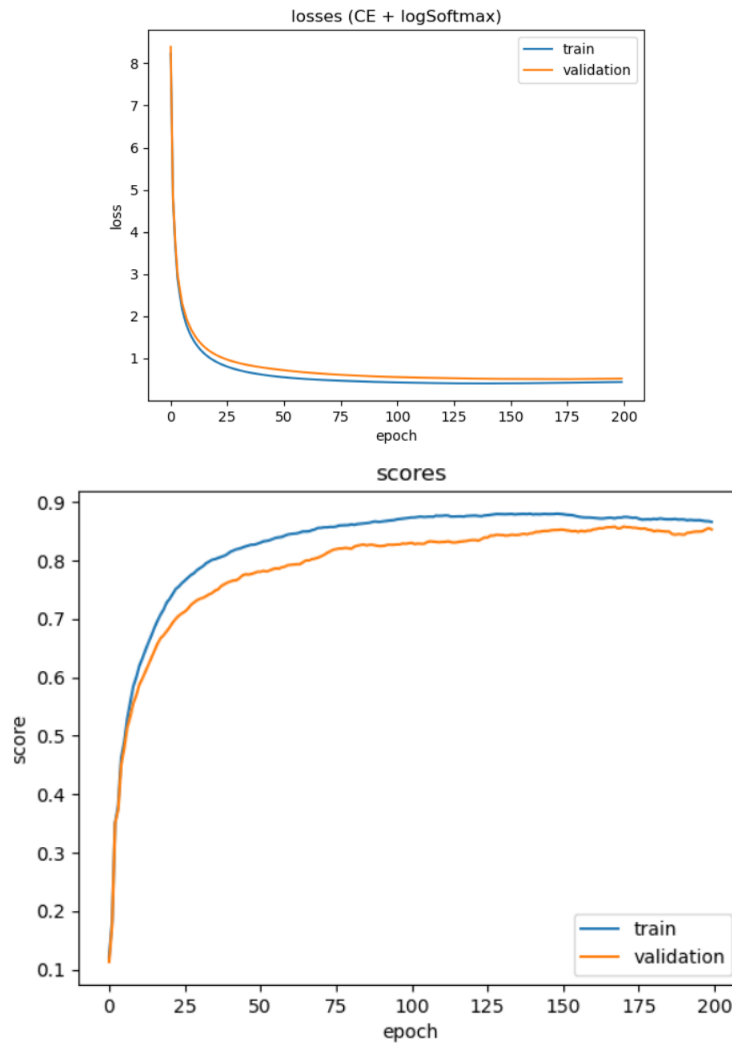 losses (CE + logSoftmax)
train
validation
8
7
6
5
4
3
2
1
loss
0 25 50 75 100 125 150 175 200
epoch
scores
0.9
0.8
0.7
0.6
0.5
0.4
0.3
0.2
0.1
score
train
validation
0 25 50 75 100 125 150 175 200
epoch